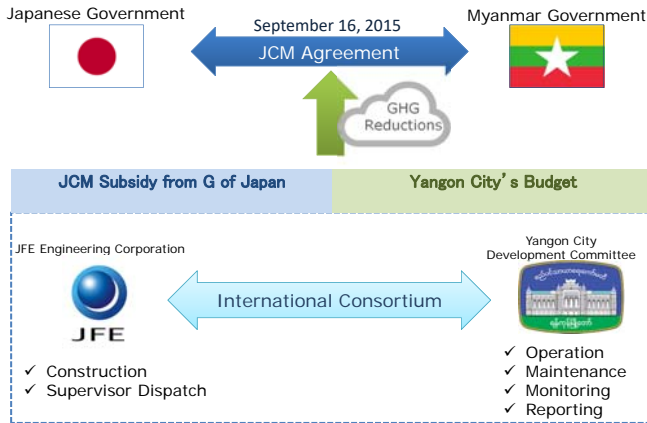 Japanese Government
September 16, 2015
Myanmar Government
JCM Agreement
GHG
Reductions
JCM Subsidy from G of Japan
Yangon City's Budget
JFE Engineering Corporation
Yangon City
Development Committee
International Consortium
JFE
✓ Construction
✓ Supervisor Dispatch
✓ Operation
✓ Maintenance
✓ Monitoring
✓ Reporting